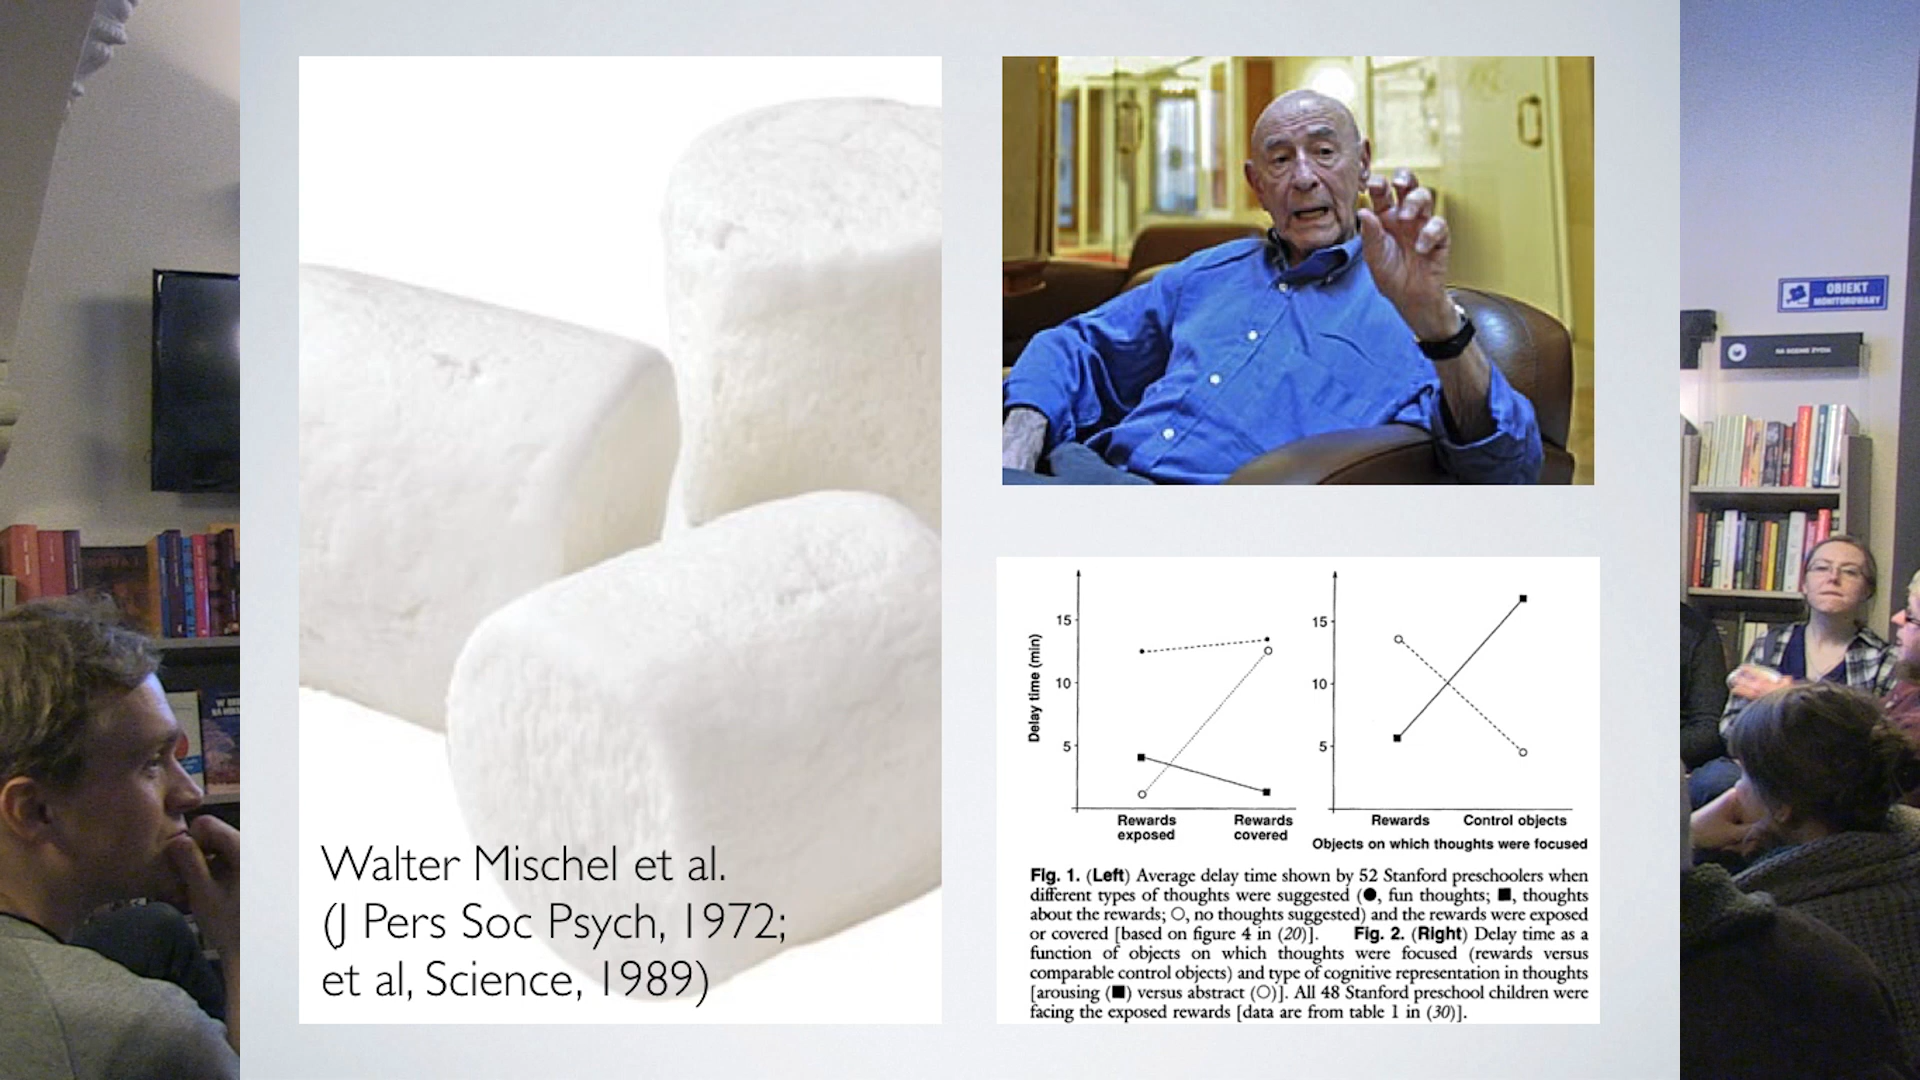 Walter Mischel et al.
(J Pers Soc Psych, 1972;
et al, Science, 1989)
OBIEKT
MONITOROWANY
15
10
5
Delay time (min)
Rewards exposed
Rewards covered
15
10
5
Rewards
Control objects
Objects on which thoughts were focused
Fig. 1. (Left) Average delay time shown by 52 Stanford preschoolers when
different types of thoughts were suggested (●, fun thoughts; ■, thoughts
about the rewards; ○, no thoughts suggested) and the rewards were exposed
or covered [based on figure 4 in (20)]. Fig. 2. (Right) Delay time as a
function of objects on which thoughts were focused (rewards versus
comparable control objects) and type of cognitive representation in thoughts
[arousing (■) versus abstract (○)]. All 48 Stanford preschool children were
facing the exposed rewards [data are from table 1 in (30)].